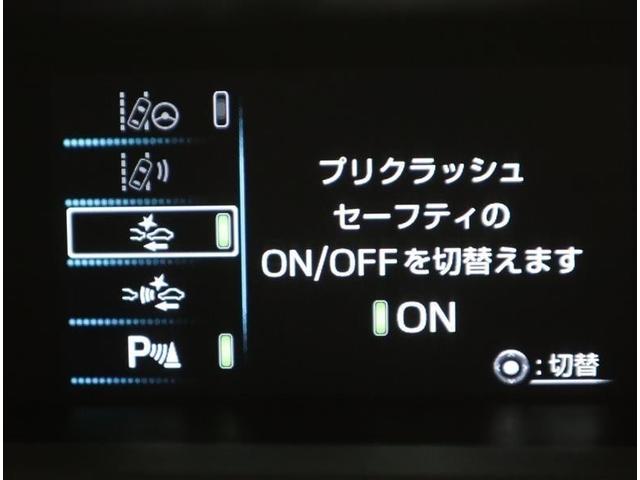 プリクラッシュ
セーフティの
ON/OFFを切替えます
ON
P
:切替